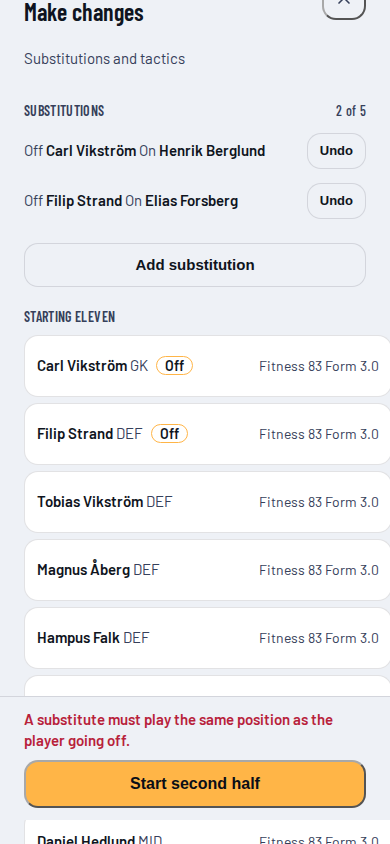 Make changes
Substitutions and tactics
SUBSTITUTIONS 2 of 5
Off Carl Vikström On Henrik Berglund Undo
Off Filip Strand On Elias Forsberg Undo
Add substitution
STARTING ELEVEN
Carl Vikström GK Off Fitness 83 Form 3.0
Filip Strand DEF Off Fitness 83 Form 3.0
Tobias Vikström DEF Fitness 83 Form 3.0
Magnus Åberg DEF Fitness 83 Form 3.0
Hampus Falk DEF Fitness 83 Form 3.0
A substitute must play the same position as the
player going off.
Start second half
Daniel Hedlund MID Fitness 83 Form 3.0